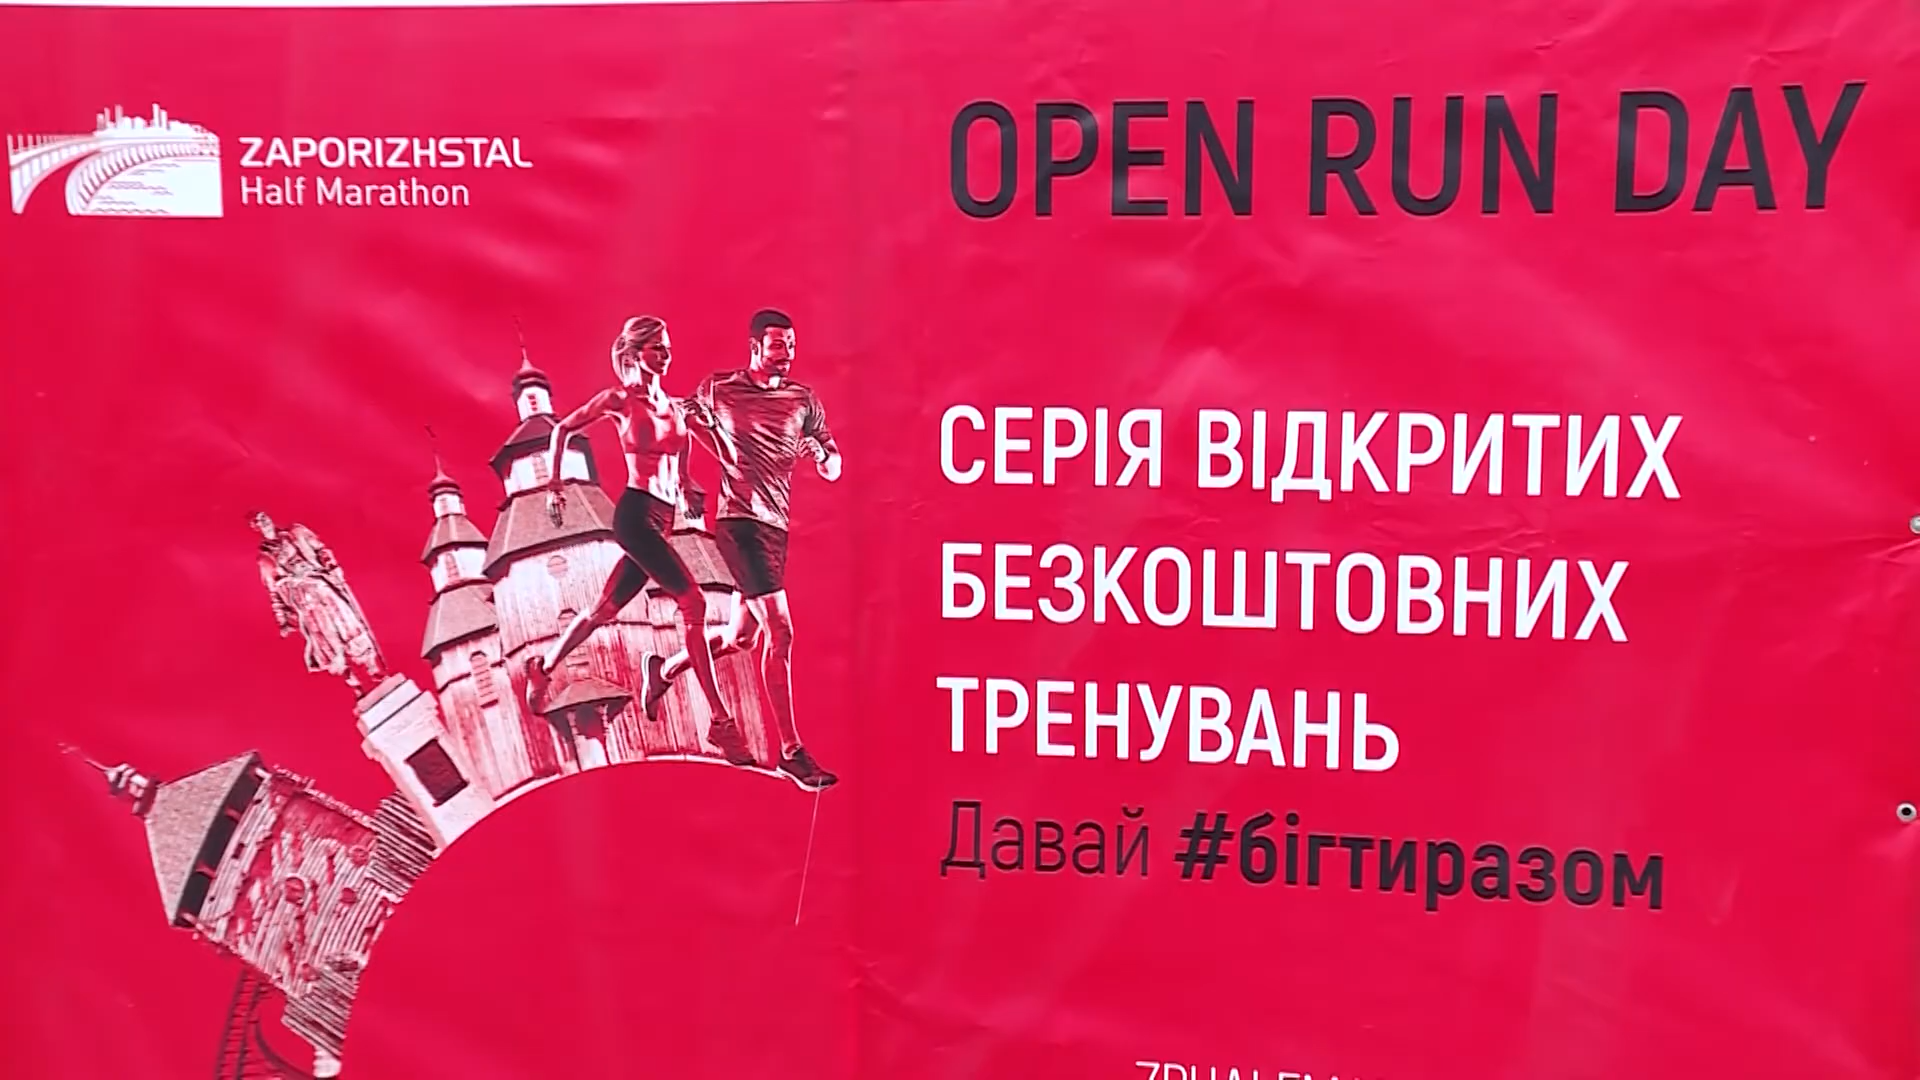 ZAPORIZHSTAL
Half Marathon
OPEN RUN DAY
СЕРІЯ ВІДКРИТИХ
БЕЗКОШТОВНИХ
ТРЕНУВАНЬ
Давай #бігтиразом